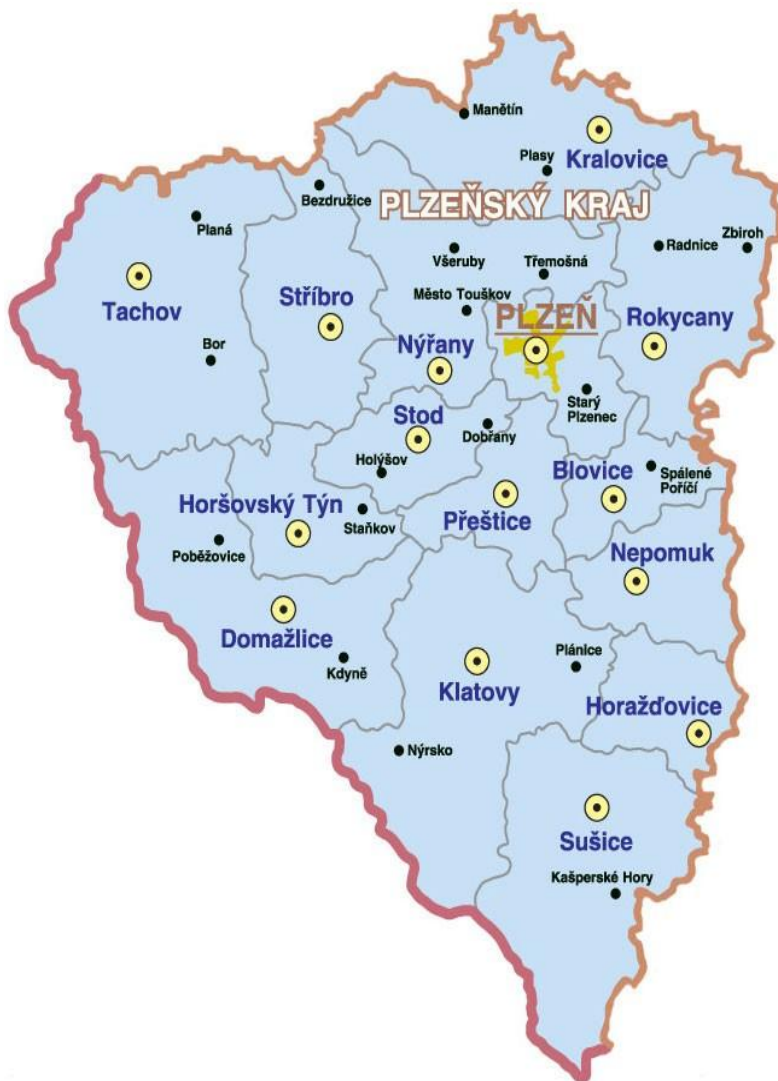 Manětín
Kralovice
Plasy
Bezdružice
PLZEŇSKÝ KRAJ
Planá
Všeruby
Třemošná
Radnice
Zbiroh
Tachov
Stříbro
Město Touškov
PLZEŇ
Rokycany
Bor
Nýřany
Starý
Plzenec
Stod
Dobřany
Holýšov
Blovice
Spálené
Poříčí
Horšovský Týn
Staňkov
Přeštice
Poběžovice
Nepomuk
Domažlice
Kdyně
Klatovy
Plánice
Horažďovice
Nýrsko
Sušice
Kašperské Hory